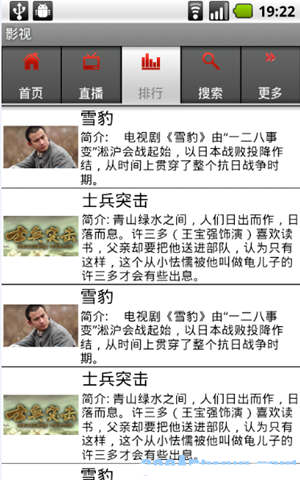 19:22
影视
首页
直播
排行
搜索
更多
雪豹
简介: 电视剧《雪豹》由“一二八事
变”淞沪会战起始，以日本战败投降作
结，从时间上贯穿了整个抗日战争时
期。
士兵突击
简介: 青山绿水之间，人们日出而作，日
落而息。许三多（王宝强饰演）喜欢读
书，父亲却要把他送进部队，认为只有
这样，这个从小怯懦被他叫做龟儿子的
许三多才会有些出息。
雪豹
简介: 电视剧《雪豹》由“一二八事
变”淞沪会战起始，以日本战败投降作
结，从时间上贯穿了整个抗日战争时
期。
士兵突击
简介: 青山绿水之间，人们日出而作，日
落而息。许三多（王宝强饰演）喜欢读
书，父亲却要把他送进部队，认为只有
这样，这个从小怯懦被他叫做龟儿子的
许三多才会有些出息。
雪豹